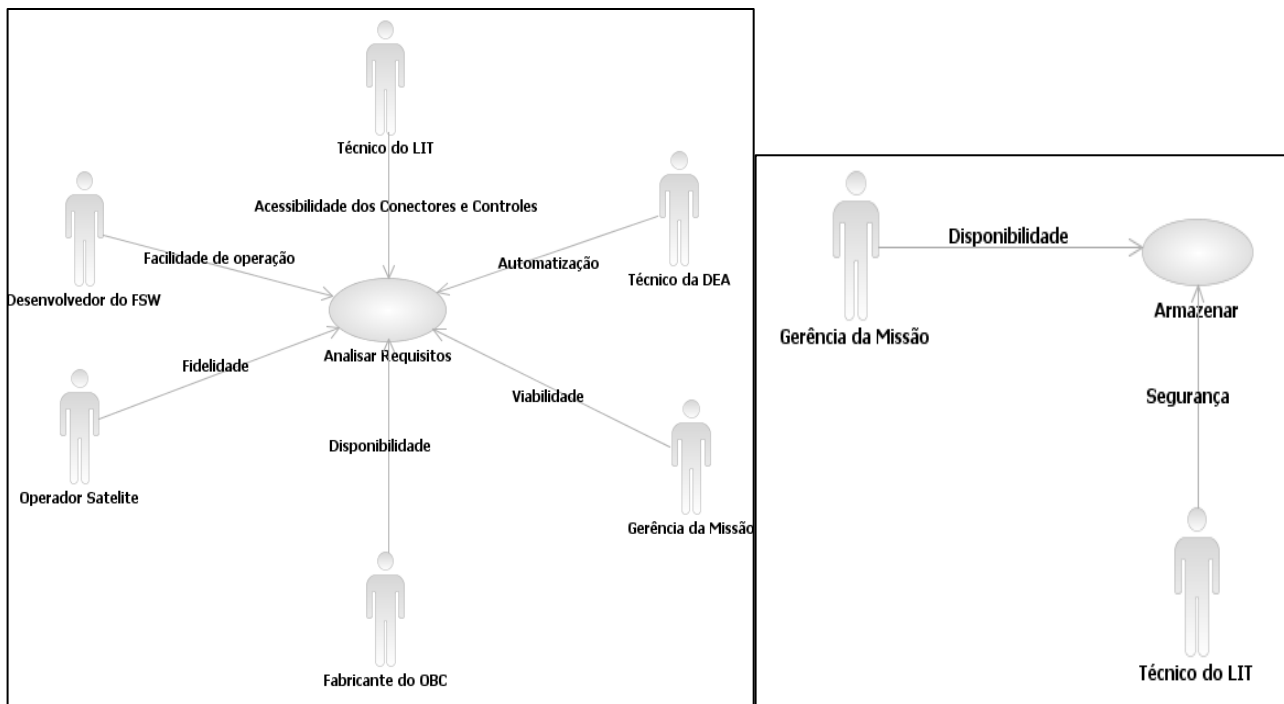 Técnico do LIT
Acessibilidade dos Conectores e Controles
Facilidade de operação
Automatização
Desenvolvedor do FSW
Técnico da DEA
Analisar Requisitos
Fidelidade
Viabilidade
Disponibilidade
Operador Satelite
Gerência da Missão
Fabricante do OBC
Disponibilidade
Armazenar
Gerência da Missão
Segurança
Técnico do LIT